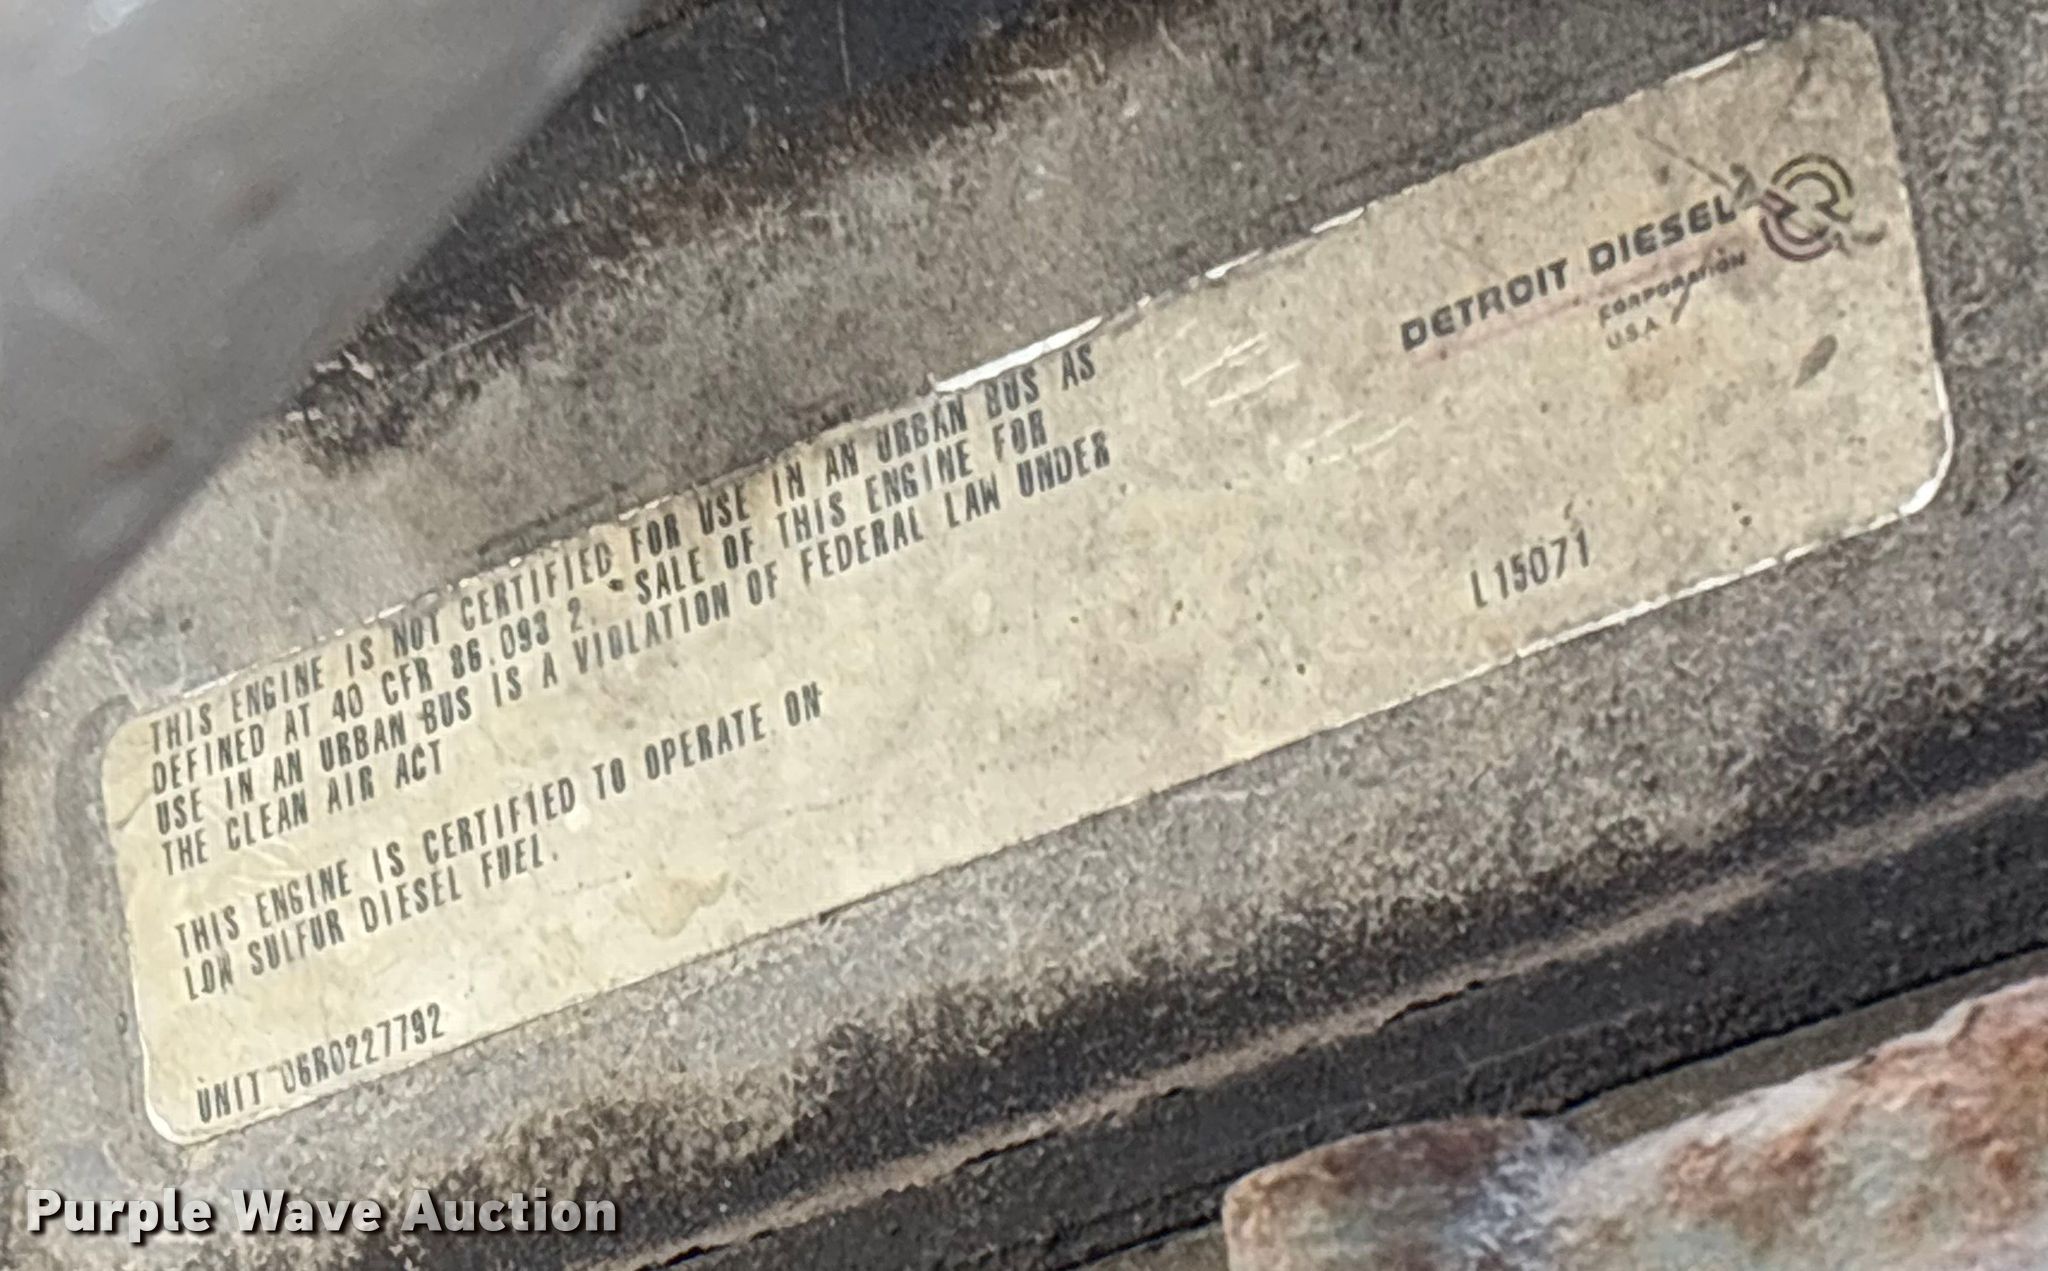 DETROIT DIESEL
CORPORATION
U.S.A.
THIS ENGINE IS NOT CERTIFIED FOR USE IN AN URBAN BUS AS
DEFINED AT 40 CFR 86.093 2. SALE OF THIS ENGINE FOR
USE IN AN URBAN BUS IS A VIOLATION OF FEDERAL LAW UNDER
THE CLEAN AIR ACT
THIS ENGINE IS CERTIFIED TO OPERATE ON
LOW SULFUR DIESEL FUEL.
UNIT 06R0227792
L15071
Purple Wave Auction